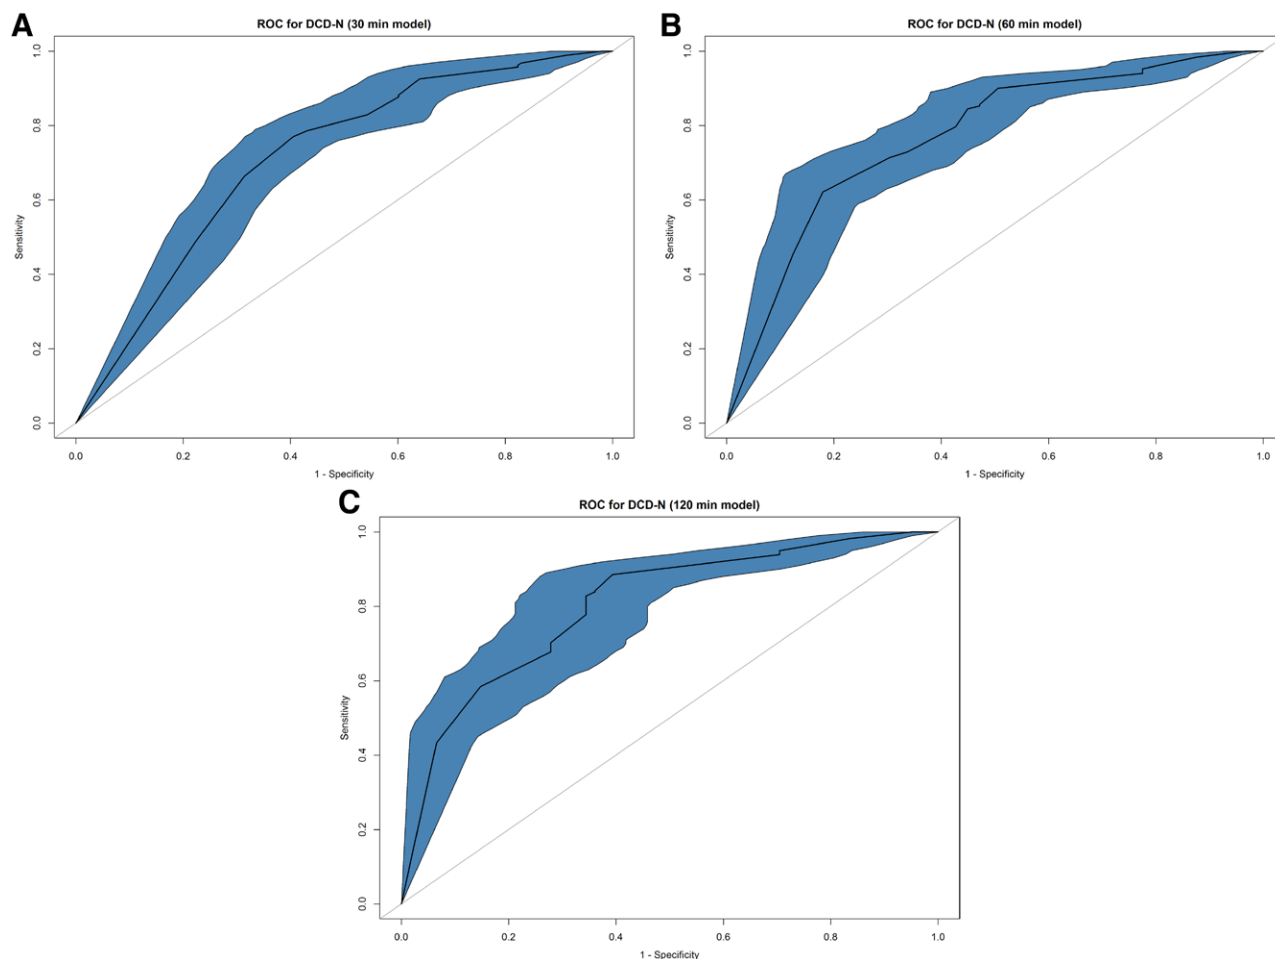 A
ROC for DCD-N (30 min model)
Sensitivity
0.0 0.2 0.4 0.6 0.8 1.0
0.0 0.2 0.4 0.6 0.8 1.0
1 - Specificity
B
ROC for DCD-N (60 min model)
Sensitivity
0.0 0.2 0.4 0.6 0.8 1.0
0.0 0.2 0.4 0.6 0.8 1.0
1 - Specificity
C
ROC for DCD-N (120 min model)
Sensitivity
0.0 0.2 0.4 0.6 0.8 1.0
0.0 0.2 0.4 0.6 0.8 1.0
1 - Specificity